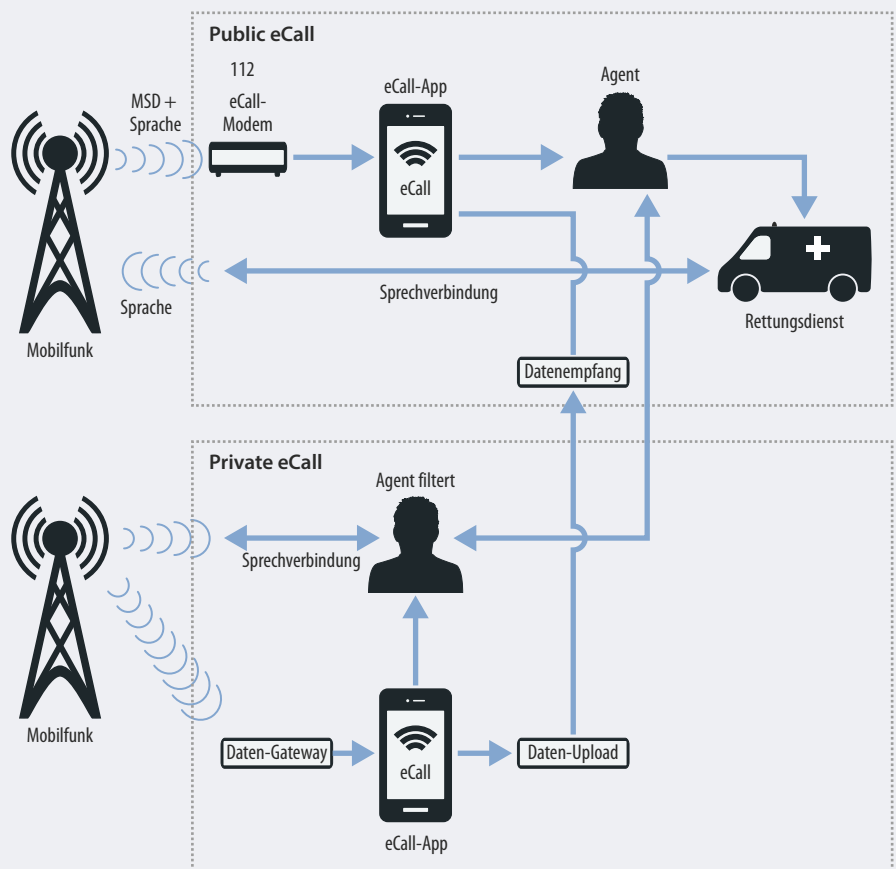 Public eCall
112
MSD +
Sprache
eCall-
Modem
eCall-App
eCall
Agent
Sprache
Sprechverbindung
Rettungsdienst
Mobilfunk
Datenempfang
Private eCall
Agent filtert
Sprechverbindung
Mobilfunk
Daten-Gateway
eCall
Daten-Upload
eCall-App